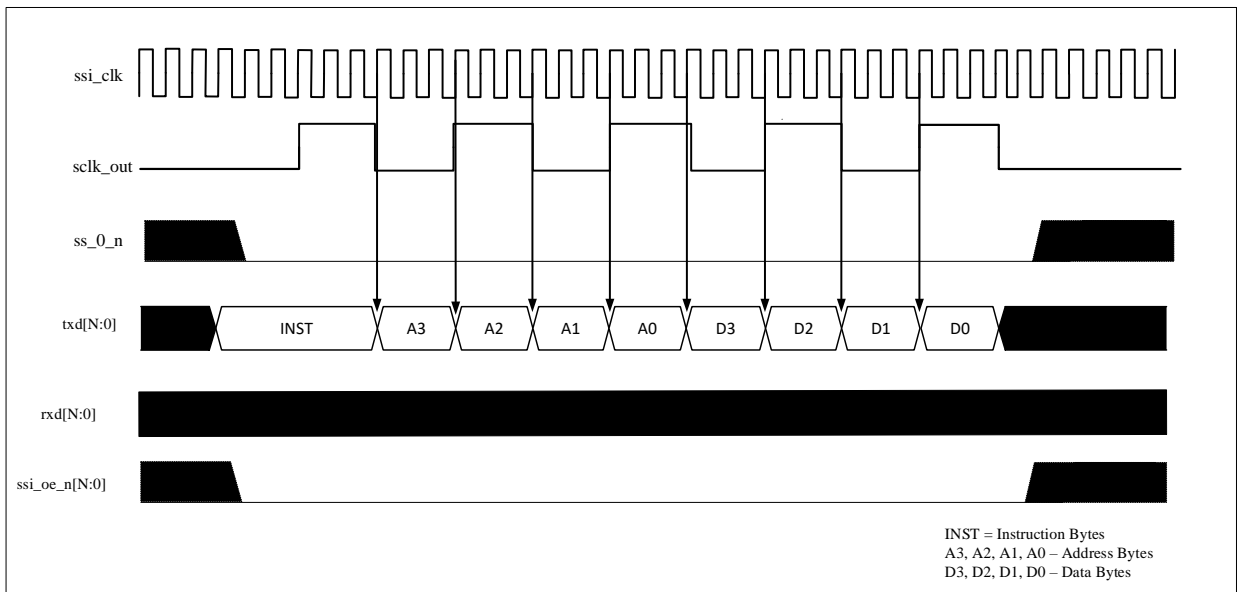 ssi_clk
sclk_out
ss_0_n
txd[N:0]
INST A3 A2 A1 A0 D3 D2 D1 D0
rxd[N:0]
ssi_oe_n[N:0]
INST = Instruction Bytes
A3, A2, A1, A0 – Address Bytes
D3, D2, D1, D0 – Data Bytes